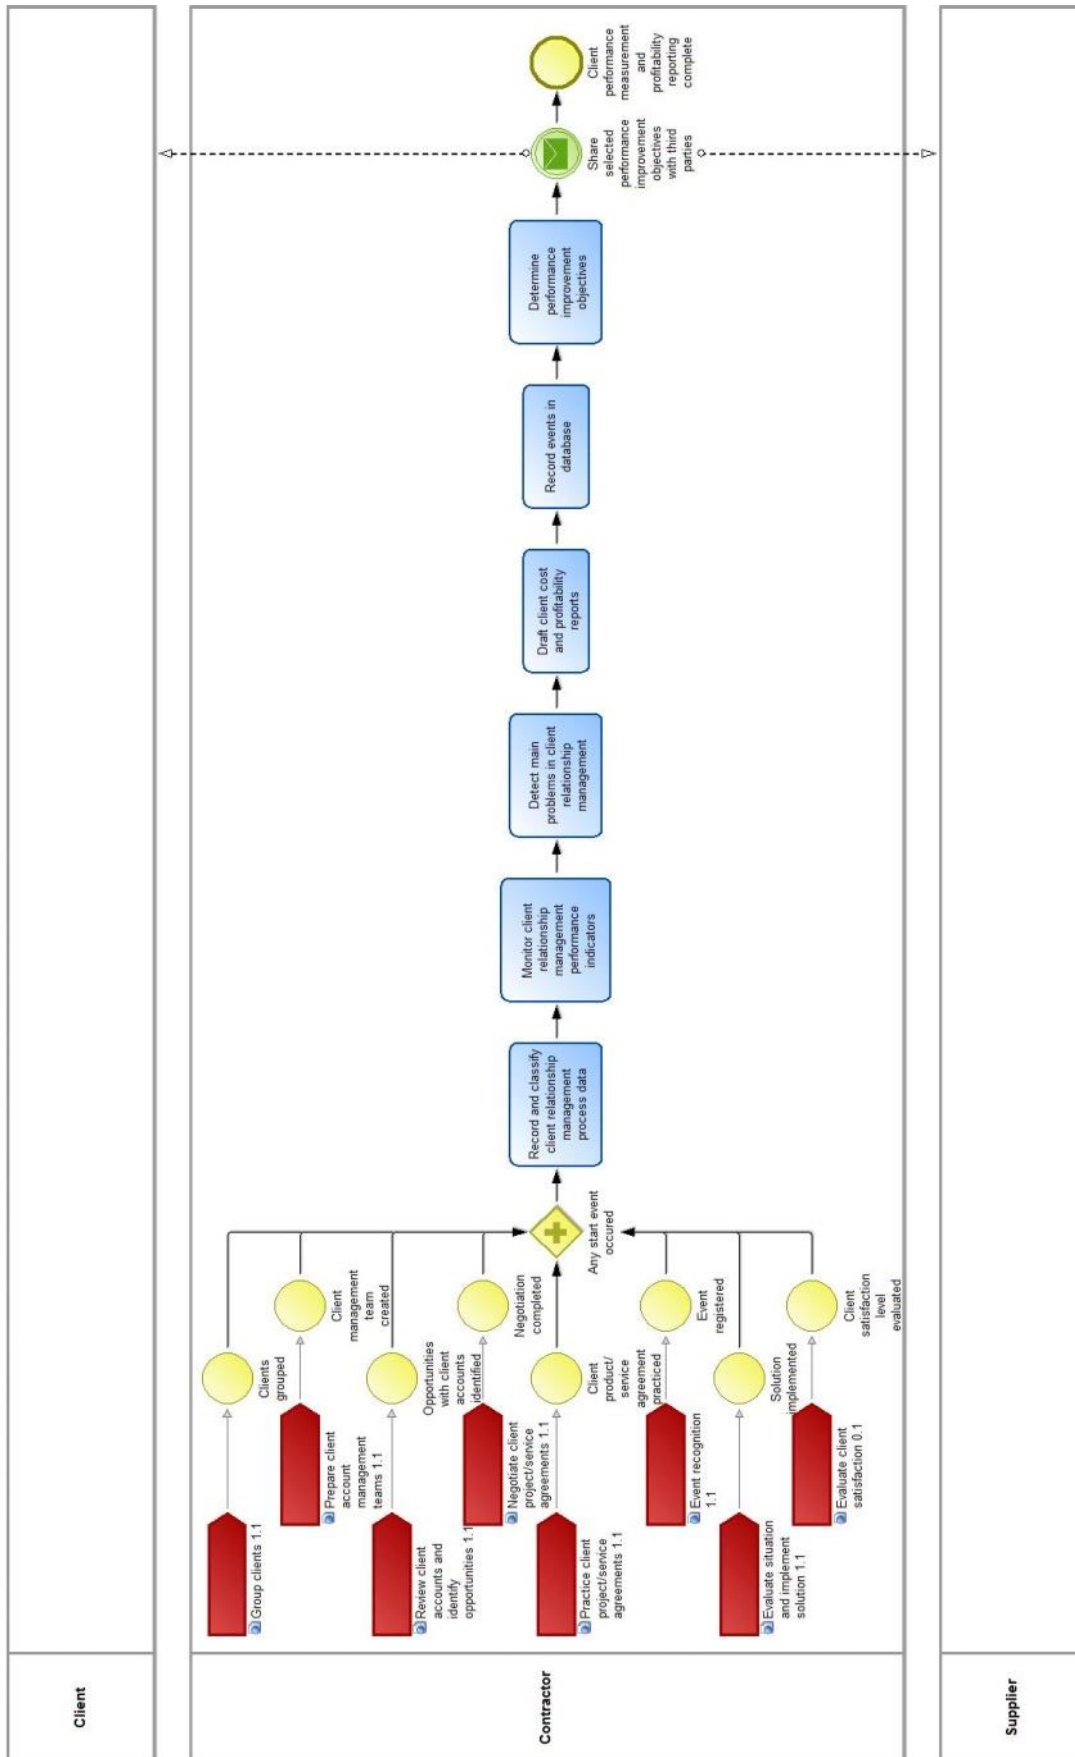 Client
Contractor
Supplier
Group clients 1.1
Prepare client
account
management
teams 1.1
Review client
accounts and
identify
opportunities 1.1
Negotiate client
project/service
agreements 1.1
Practice client
project/service
agreements 1.1
Event recognition
1.1
Evaluate situation
and implement
solution 1.1
Evaluate client
satisfaction 0.1
Clients
grouped
Client
management
team
created
Opportunities
with client
accounts
identified
Negotiation
completed
Client
product/
service
agreement
practiced
Event
registered
Solution
implemented
Client
satisfaction
level
evaluated
Any start event
occured
Record and classify
client relationship
management
process data
Monitor client
relationship
management
performance
indicators
Detect main
problems in client
relationship
management
Draft client cost
and profitability
reports
Record events in
database
Determine
performance
improvement
objectives
Share
selected
performance
improvement
objectives
with third
parties
Client
performance
measurement
and
profitability
reporting
complete